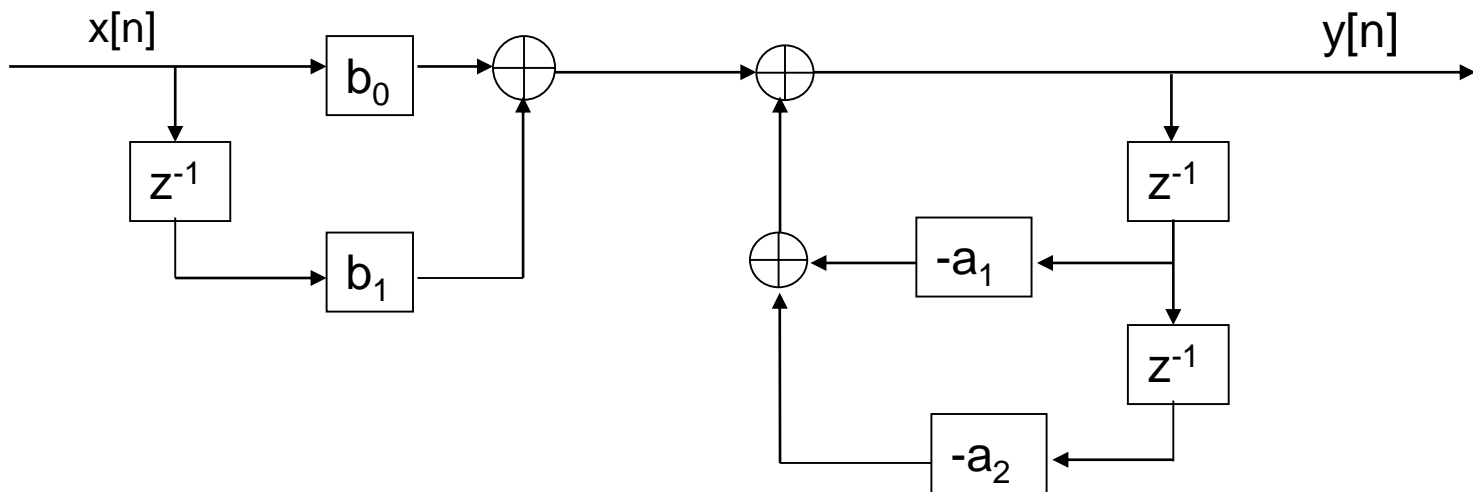 x[n]
y[n]
b₀
z⁻¹
z⁻¹
b₁
-a₁
z⁻¹
-a₂